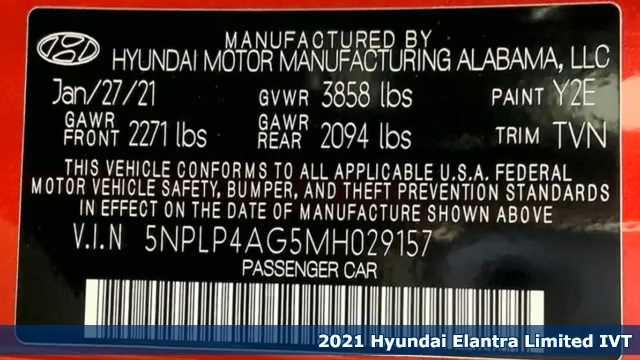 MANUFACTURED BY
HYUNDAI MOTOR MANUFACTURING ALABAMA, LLC
Jan/27/21 GVWR 3858 lbs PAINT Y2E
GAWR FRONT 2271 lbs GAWR REAR 2094 lbs TRIM TVN
THIS VEHICLE CONFORMS TO ALL APPLICABLE U.S.A. FEDERAL
MOTOR VEHICLE SAFETY, BUMPER, AND THEFT PREVENTION STANDARDS
IN EFFECT ON THE DATE OF MANUFACTURE SHOWN ABOVE
V.I.N 5NPLP4AG5MH029157
PASSENGER CAR
2021 Hyundai Elantra Limited IVT